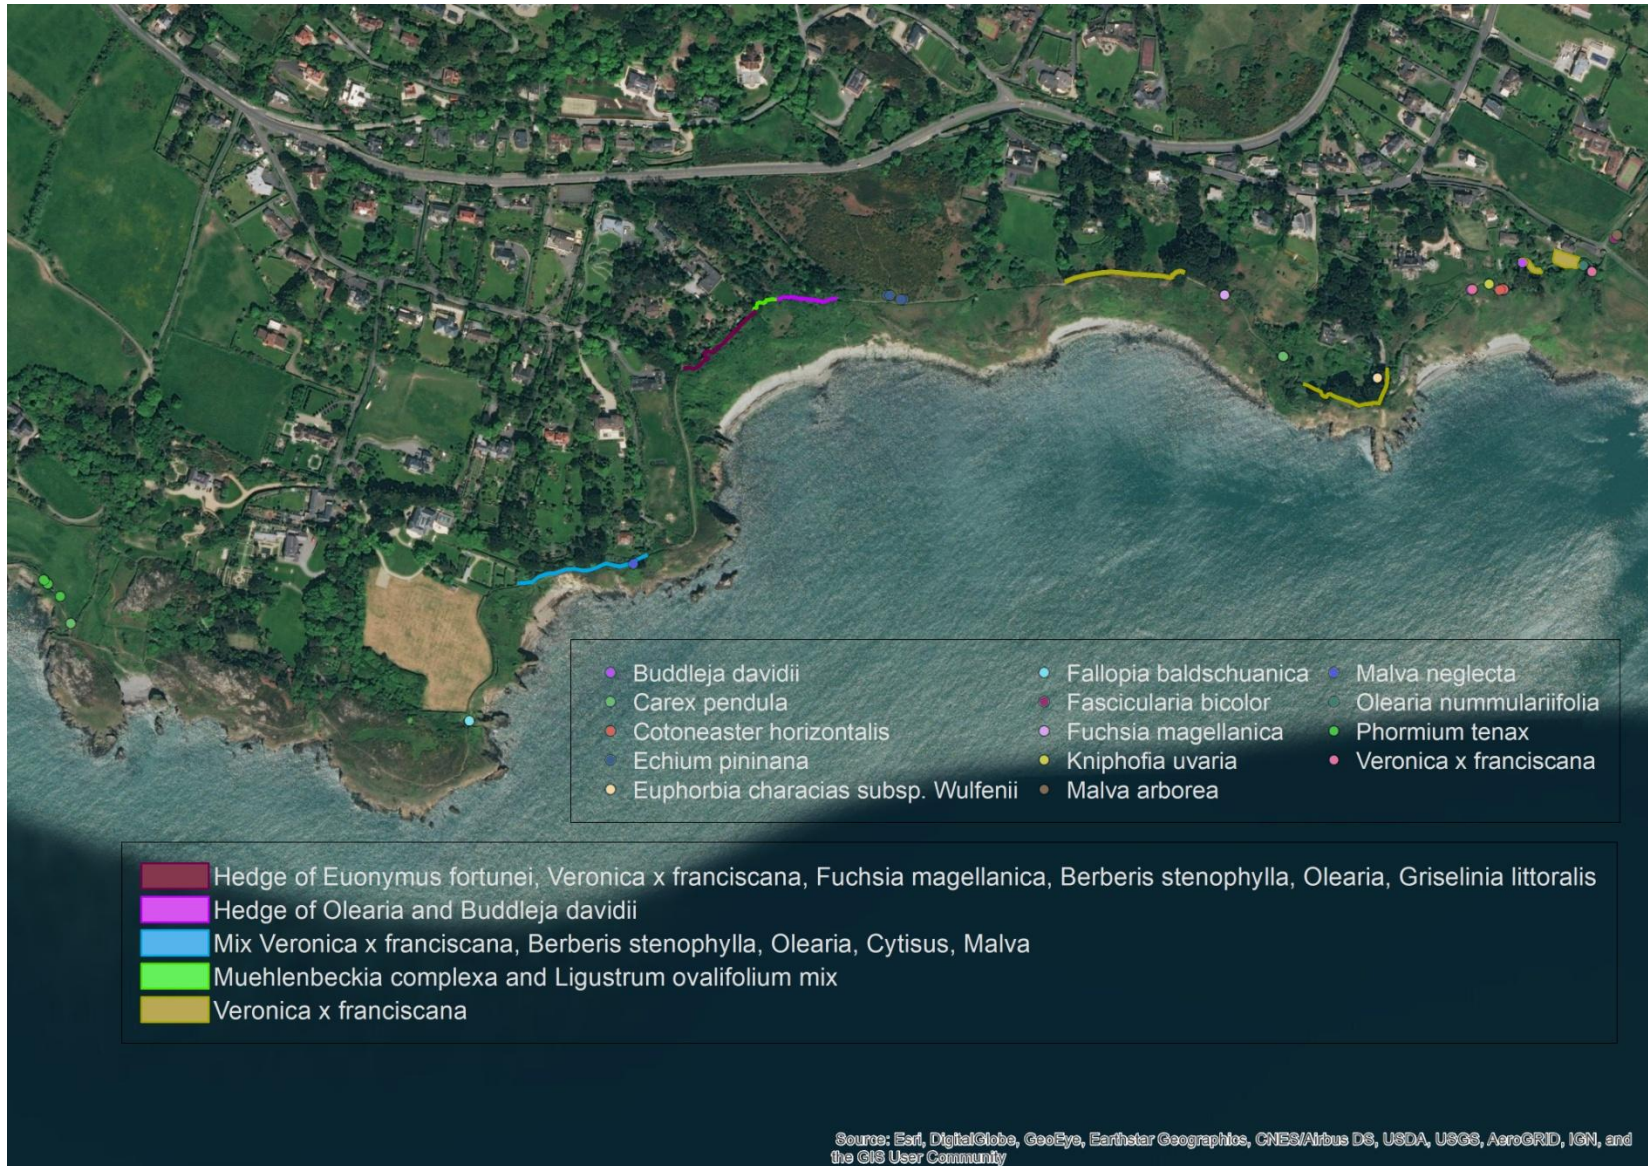 Buddleja davidii
Carex pendula
Cotoneaster horizontalis
Echium pininana
Euphorbia characias subsp. Wulfenii
Fallopia baldschuanica
Fascicularia bicolor
Fuchsia magellanica
Kniphofia uvaria
Malva arborea
Malva neglecta
Olearia nummulariifolia
Phormium tenax
Veronica x franciscana
Hedge of Euonymus fortunei, Veronica x franciscana, Fuchsia magellanica, Berberis stenophylla, Olearia, Griselinia littoralis
Hedge of Olearia and Buddleja davidii
Mix Veronica x franciscana, Berberis stenophylla, Olearia, Cytisus, Malva
Muehlenbeckia complexa and Ligustrum ovalifolium mix
Veronica x franciscana
Source: Esri, DigitalGlobe, GeoEye, Earthstar Geographics, CNES/Airbus DS, USDA, USGS, AeroGRID, IGN, and
the GIS User Community